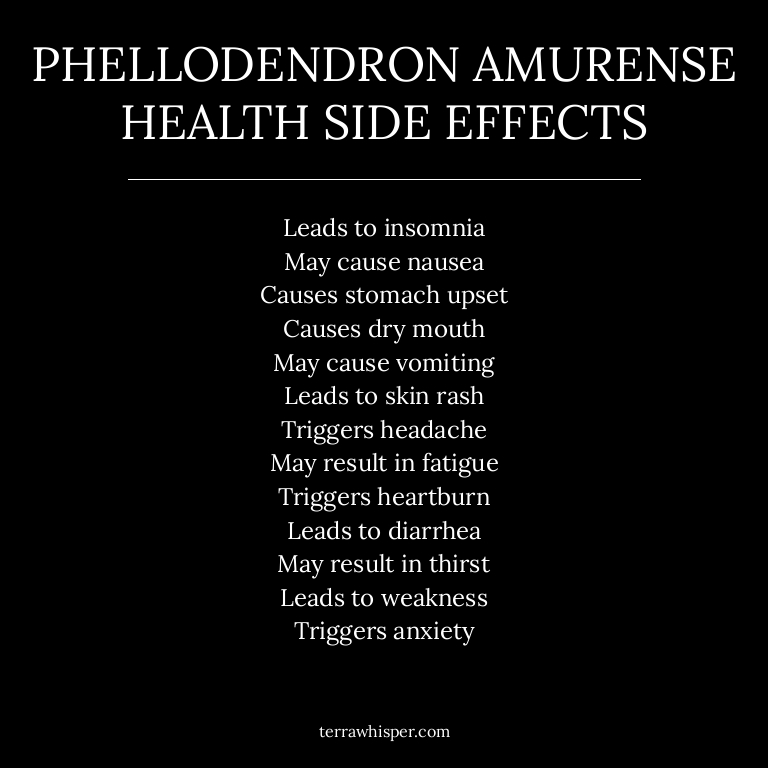 PHELLODENDRON AMURENSE
HEALTH SIDE EFFECTS
Leads to insomnia
May cause nausea
Causes stomach upset
Causes dry mouth
May cause vomiting
Leads to skin rash
Triggers headache
May result in fatigue
Triggers heartburn
Leads to diarrhea
May result in thirst
Leads to weakness
Triggers anxiety
terrawhisper.com